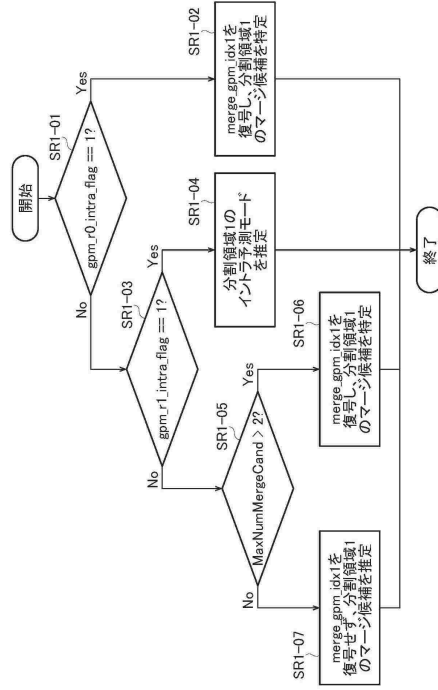 開始
SR1-01
gpm_r0_intra_flag == 1?
Yes
No
SR1-02
merge_gpm_idx1を
復号し、分割領域1
のマージ候補を特定
SR1-03
gpm_r1_intra_flag == 1?
Yes
No
SR1-04
分割領域1の
イントラ予測モード
を推定
SR1-05
MaxNumMergeCand > 2?
Yes
No
SR1-06
merge_gpm_idx1を
復号し、分割領域1
のマージ候補を特定
SR1-07
merge_gpm_idx1を
復号せず、分割領域1
のマージ候補を推定
終了